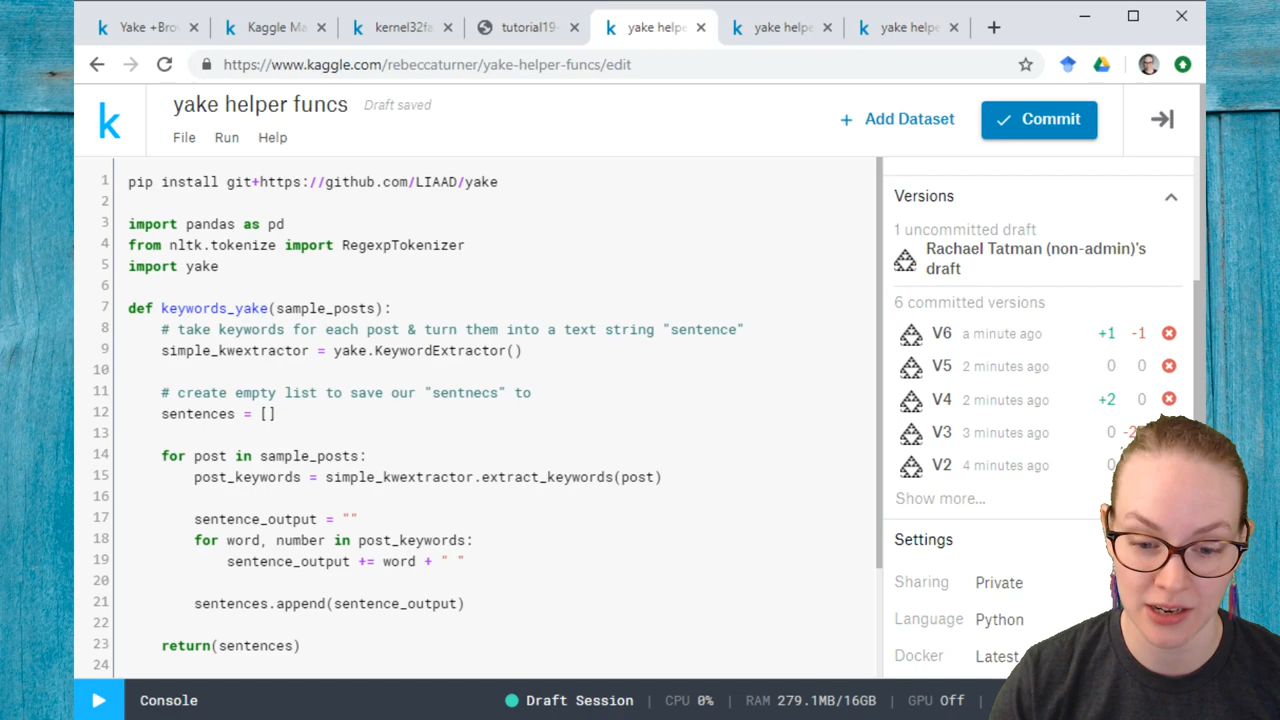 Yake +Bro
Kaggle Ma
kernel32fa
tutorial19-
yake helpe
yake helpe
yake helpe
https://www.kaggle.com/rebeccaturner/yake-helper-funcs/edit
k
yake helper funcs Draft saved
File Run Help
+ Add Dataset
Commit
1 pip install git+https://github.com/LIAAD/yake
2
3 import pandas as pd
4 from nltk.tokenize import RegexpTokenizer
5 import yake
6
7 def keywords_yake(sample_posts):
8 # take keywords for each post & turn them into a text string "sentence"
9 simple_kwextractor = yake.KeywordExtractor()
10
11 # create empty list to save our "sentnecs" to
12 sentences = []
13
14 for post in sample_posts:
15 post_keywords = simple_kwextractor.extract_keywords(post)
16
17 sentence_output = ""
18 for word, number in post_keywords:
19 sentence_output += word + " "
20
21 sentences.append(sentence_output)
22
23 return(sentences)
24
Versions
1 uncommitted draft
Rachael Tatman (non-admin)'s
draft
6 committed versions
V6 a minute ago +1 -1
V5 2 minutes ago 0 0
V4 2 minutes ago +2 0
V3 3 minutes ago 0
V2 4 minutes ago 0
Show more...
Settings
Sharing Private
Language Python
Docker Latest
Console
Draft Session | CPU 0% | RAM 279.1MB/16GB | GPU Off |